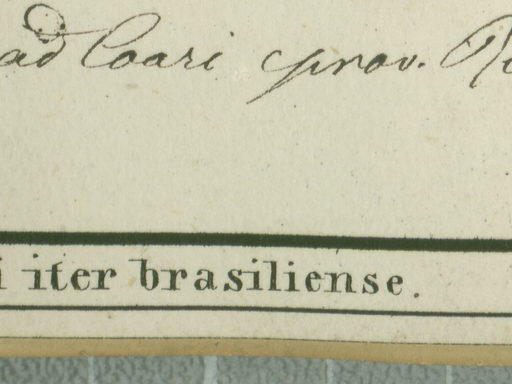 ad Coari prov. R
i iter brasiliense.